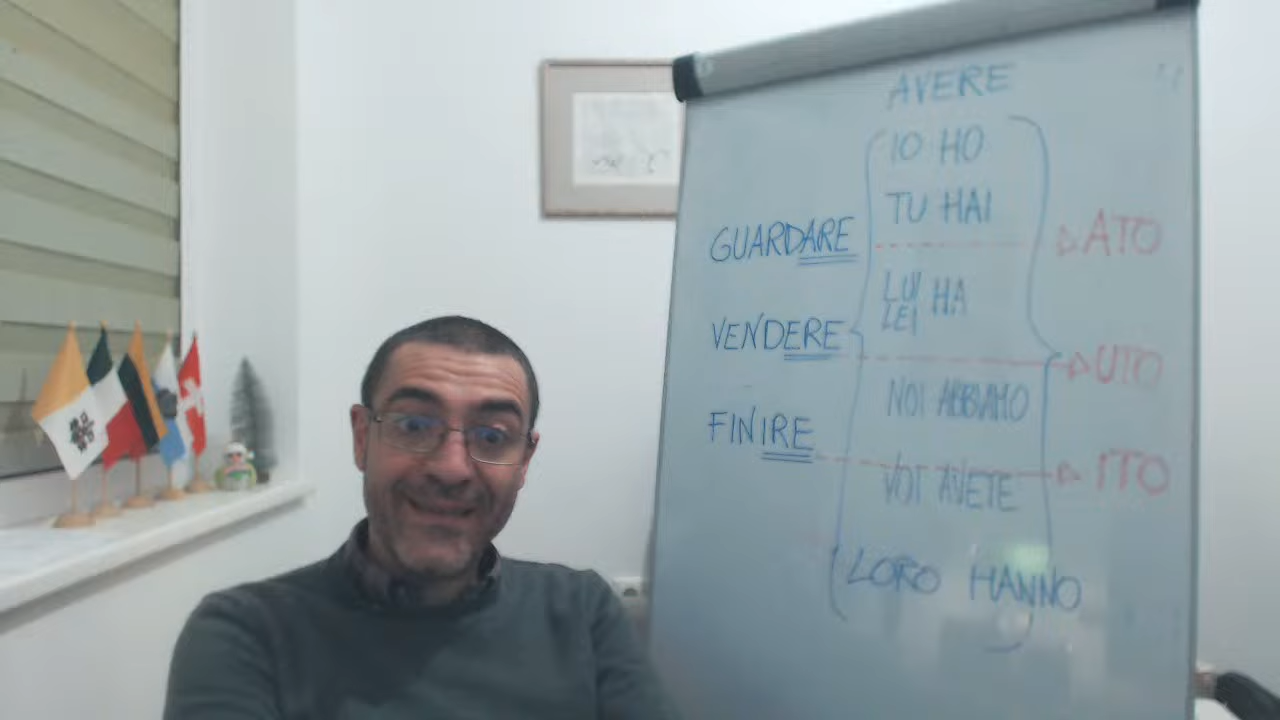 AVERE
IO HO
TU HAI
GUARDARE
ATO
LUI HA
LEI
VENDERE
UTO
NOI ABBIAMO
FINIRE
VOI AVETE
ITO
LORO HANNO